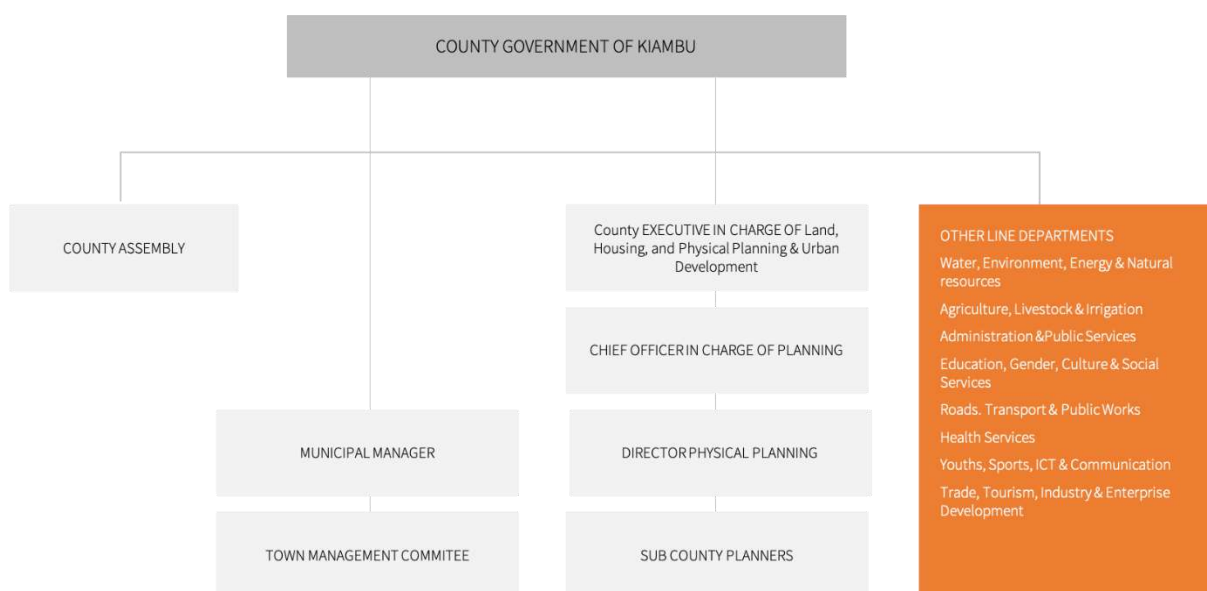 COUNTY GOVERNMENT OF KIAMBU
COUNTY ASSEMBLY
County EXECUTIVE IN CHARGE OF Land,
Housing, and Physical Planning & Urban
Development
CHIEF OFFICER IN CHARGE OF PLANNING
MUNICIPAL MANAGER
DIRECTOR PHYSICAL PLANNING
TOWN MANAGEMENT COMMITEE
SUB COUNTY PLANNERS
OTHER LINE DEPARTMENTS
Water, Environment, Energy & Natural
resources
Agriculture, Livestock & Irrigation
Administration &Public Services
Education, Gender, Culture & Social
Services
Roads. Transport & Public Works
Health Services
Youths, Sports, ICT & Communication
Trade, Tourism, Industry & Enterprise
Development